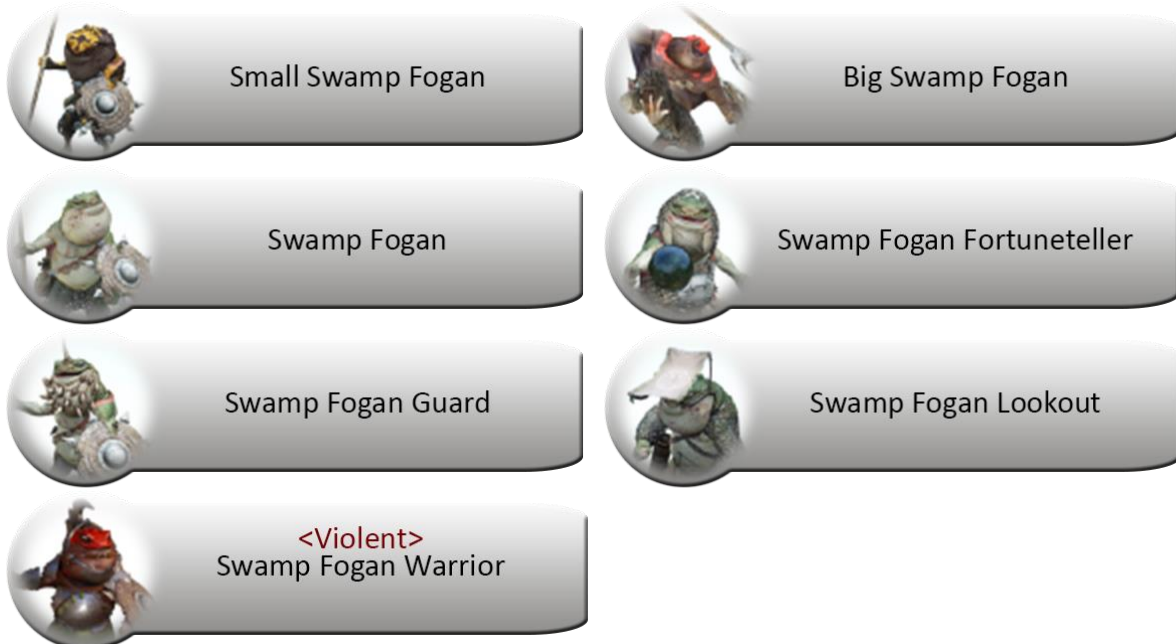 Small Swamp Fogan
Big Swamp Fogan
Swamp Fogan
Swamp Fogan Fortuneteller
Swamp Fogan Guard
Swamp Fogan Lookout
<Violent>
Swamp Fogan Warrior